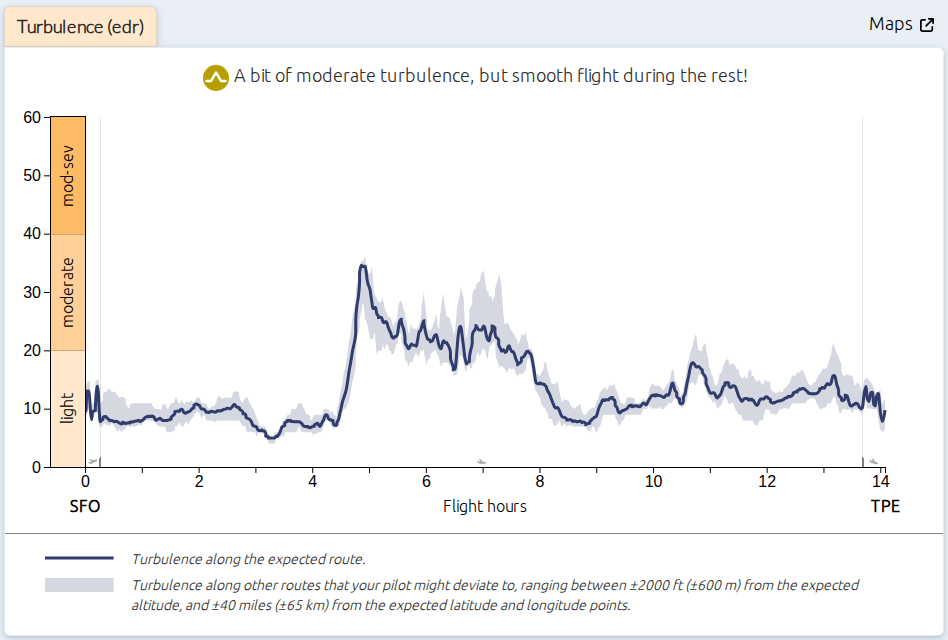 Turbulence (edr)
Maps
A bit of moderate turbulence, but smooth flight during the rest!
60
50
40
30
20
10
0
mod-sev
moderate
light
0 2 4 6 8 10 12 14
SFO Flight hours TPE
Turbulence along the expected route.
Turbulence along other routes that your pilot might deviate to, ranging between ±2000 ft (±600 m) from the expected
altitude, and ±40 miles (±65 km) from the expected latitude and longitude points.